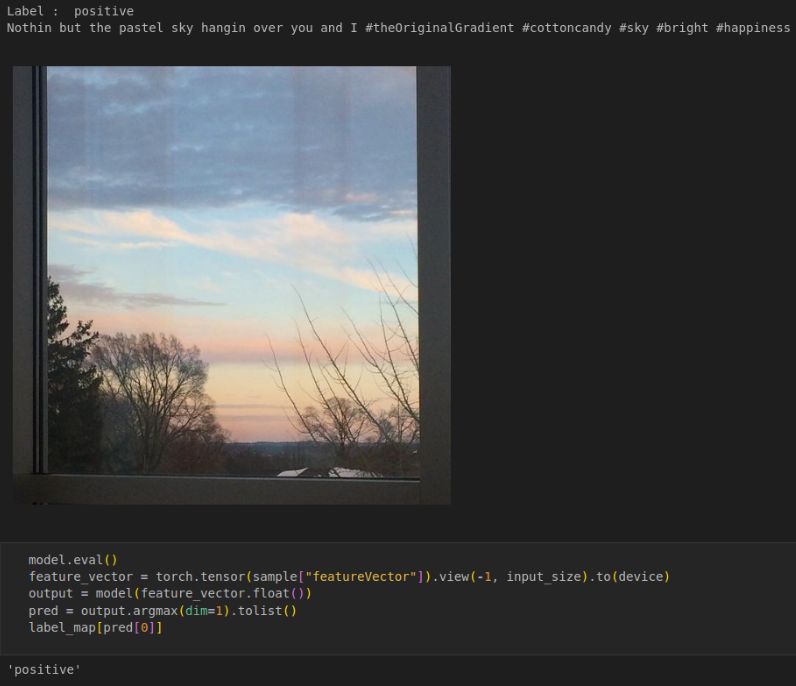 Label :  positive
Nothin but the pastel sky hangin over you and I #theOriginalGradient #cottoncandy #sky #bright #happiness
model.eval()
feature_vector = torch.tensor(sample["featureVector"]).view(-1, input_size).to(device)
output = model(feature_vector.float())
pred = output.argmax(dim=1).tolist()
label_map[pred[0]]
'positive'